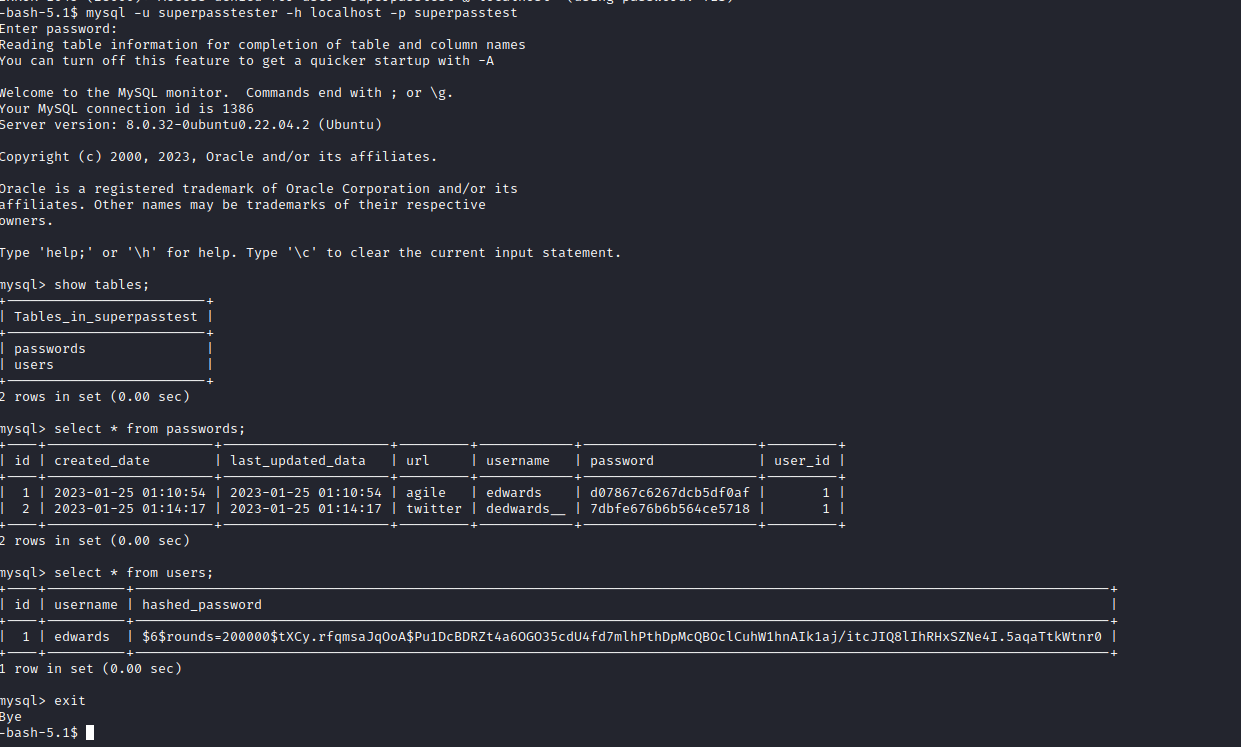 -bash-5.1$ mysql -u superpasstester -h localhost -p superpasstest
Enter password:
Reading table information for completion of table and column names
You can turn off this feature to get a quicker startup with -A
Welcome to the MySQL monitor.  Commands end with ; or \g.
Your MySQL connection id is 1386
Server version: 8.0.32-0ubuntu0.22.04.2 (Ubuntu)
Copyright (c) 2000, 2023, Oracle and/or its affiliates.
Oracle is a registered trademark of Oracle Corporation and/or its
affiliates. Other names may be trademarks of their respective
owners.
Type 'help;' or '\h' for help. Type '\c' to clear the current input statement.
mysql> show tables;
| Tables_in_superpasstest |
| passwords |
| users |
2 rows in set (0.00 sec)
mysql> select * from passwords;
| id | created_date | last_updated_data | url | username | password | user_id |
| 1 | 2023-01-25 01:10:54 | 2023-01-25 01:10:54 | agile | edwards | d07867c6267dcb5df0af | 1 |
| 2 | 2023-01-25 01:14:17 | 2023-01-25 01:14:17 | twitter | dedwards__ | 7dbfe676b6b564ce5718 | 1 |
2 rows in set (0.00 sec)
mysql> select * from users;
| id | username | hashed_password |
| 1 | edwards | $6$rounds=200000$tXCy.rfqmsaJqOoA$Pu1DcBDRZt4a6OGO35cdU4fd7mlhPthDpMcQBOclCuhW1hnAIk1aj/itcJIQ8lIhRHxSZNe4I.5aqaTtkWtnr0 |
1 row in set (0.00 sec)
mysql> exit
Bye
-bash-5.1$